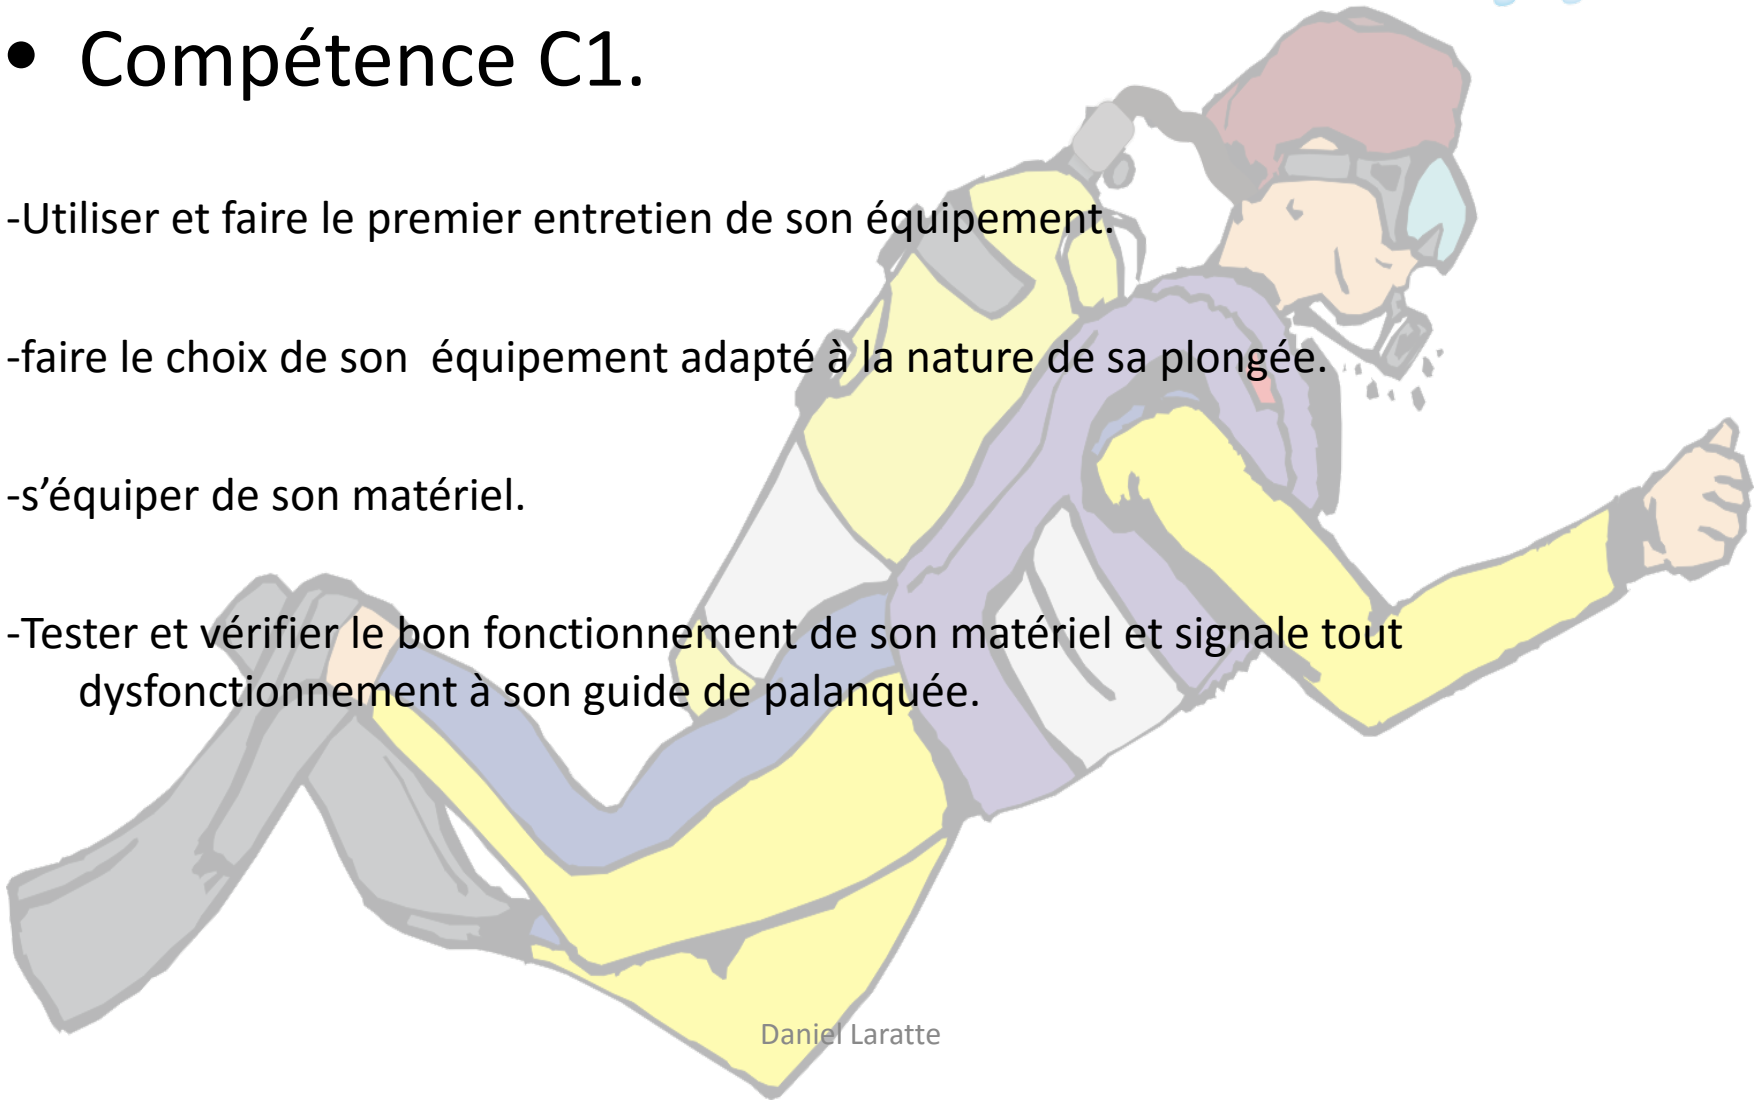 • Compétence C1.
-Utiliser et faire le premier entretien de son équipement.
-faire le choix de son  équipement adapté à la nature de sa plongée.
-s’équiper de son matériel.
-Tester et vérifier le bon fonctionnement de son matériel et signale tout
dysfonctionnement à son guide de palanquée.
Daniel Laratte